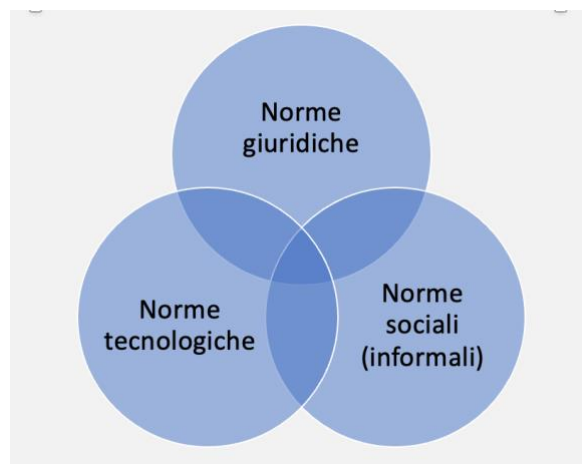 Norme
giuridiche
Norme
tecnologiche
Norme
sociali
(informali)